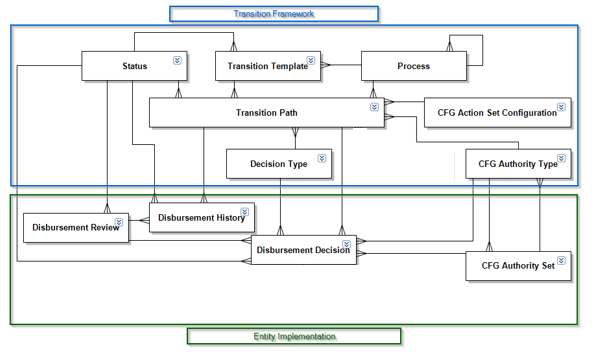 Transition Framework
Status
Transition Template
Process
Transition Path
CFG Action Set Configuration
Decision Type
CFG Authority Type
Disbursement Review
Disbursement History
Disbursement Decision
CFG Authority Set
Entity Implementation